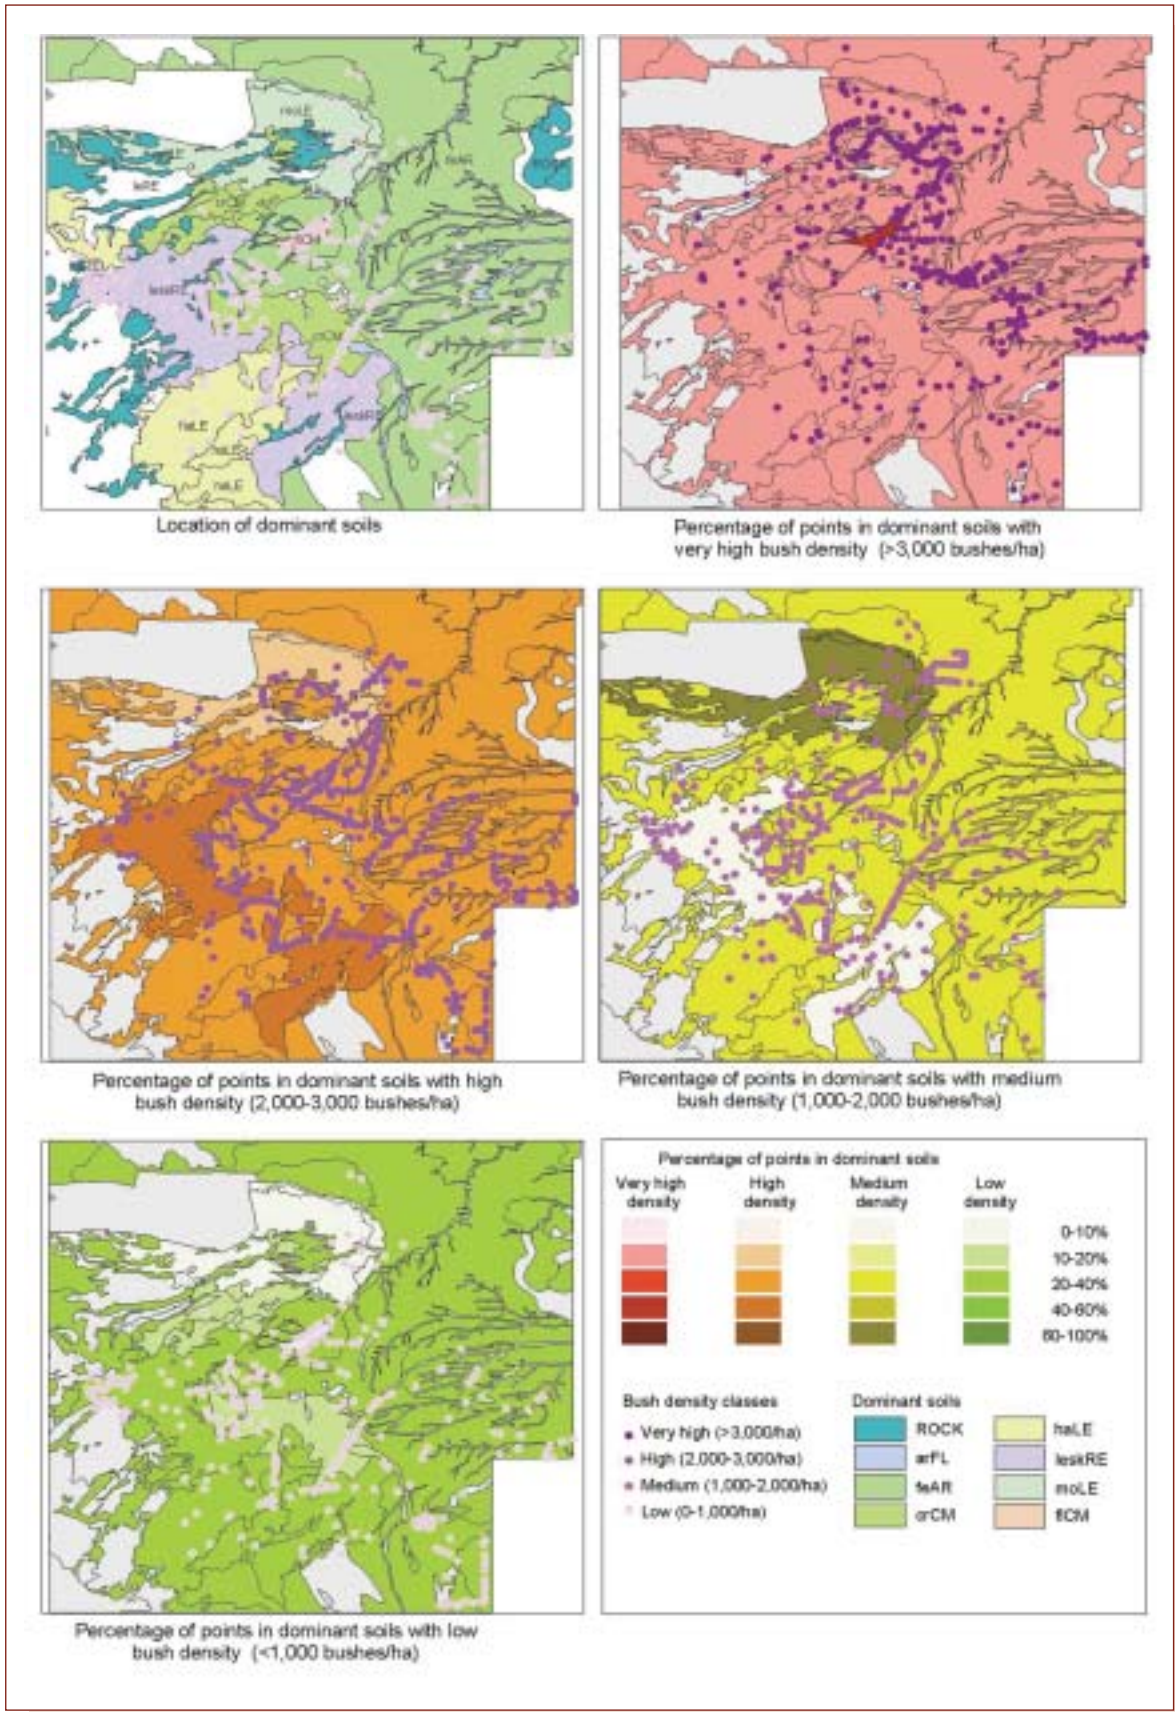 moLE
feAR
leRE
leskRE
leskRE
haLE
haLE
haLE
Location of dominant soils
Percentage of points in dominant soils with
very high bush density (>3,000 bushes/ha)
Percentage of points in dominant soils with high
bush density (2,000-3,000 bushes/ha)
Percentage of points in dominant soils with medium
bush density (1,000-2,000 bushes/ha)
Percentage of points in dominant soils with low
bush density (<1,000 bushes/ha)
Percentage of points in dominant soils
Very high density High density Medium density Low density
0-10%
10-20%
20-40%
40-60%
60-100%
Bush density classes
Very high (>3,000/ha)
High (2,000-3,000/ha)
Medium (1,000-2,000/ha)
Low (0-1,000/ha)
Dominant soils
ROCK
arFL
feAR
crCM
haLE
leskRE
moLE
flCM